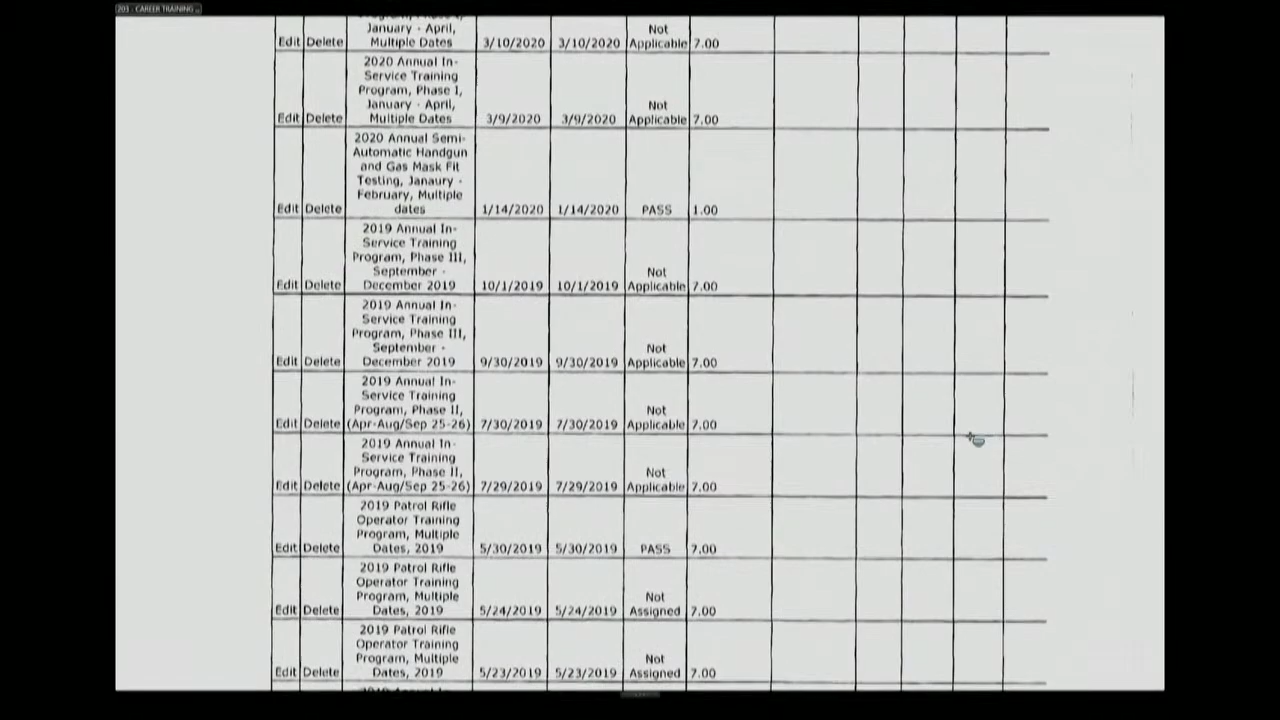 203 - CAREER TRAINING
January - April,
Multiple Dates
Edit Delete 3/10/2020 3/10/2020 Not Applicable 7.00
2020 Annual In-
Service Training
Program, Phase I,
January - April,
Multiple Dates
Edit Delete 3/9/2020 3/9/2020 Not Applicable 7.00
2020 Annual Semi-
Automatic Handgun
and Gas Mask Fit
Testing, Janaury -
February, Multiple
dates
Edit Delete 1/14/2020 1/14/2020 PASS 1.00
2019 Annual In-
Service Training
Program, Phase III,
September -
December 2019
Edit Delete 10/1/2019 10/1/2019 Not Applicable 7.00
2019 Annual In-
Service Training
Program, Phase III,
September -
December 2019
Edit Delete 9/30/2019 9/30/2019 Not Applicable 7.00
2019 Annual In-
Service Training
Program, Phase II,
(Apr-Aug/Sep 25-26)
Edit Delete 7/30/2019 7/30/2019 Not Applicable 7.00
2019 Annual In-
Service Training
Program, Phase II,
(Apr-Aug/Sep 25-26)
Edit Delete 7/29/2019 7/29/2019 Not Applicable 7.00
2019 Patrol Rifle
Operator Training
Program, Multiple
Dates, 2019
Edit Delete 5/30/2019 5/30/2019 PASS 7.00
2019 Patrol Rifle
Operator Training
Program, Multiple
Dates, 2019
Edit Delete 5/24/2019 5/24/2019 Not Assigned 7.00
2019 Patrol Rifle
Operator Training
Program, Multiple
Dates, 2019
Edit Delete 5/23/2019 5/23/2019 Not Assigned 7.00